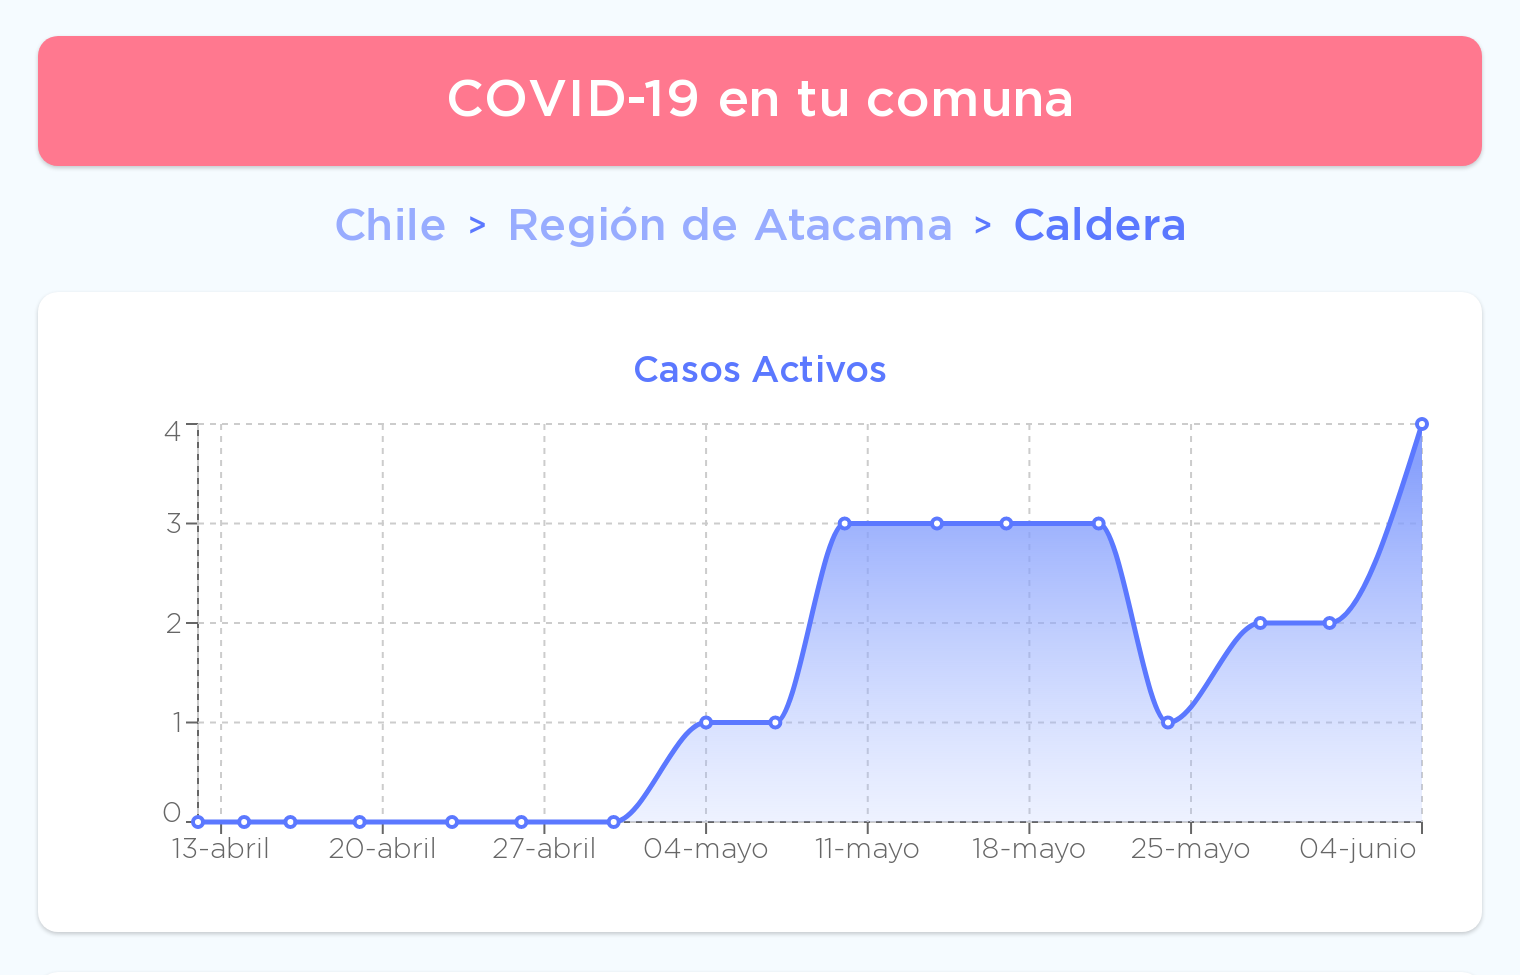 COVID-19 en tu comuna
Chile > Región de Atacama > Caldera
Casos Activos
4
3
2
1
0
13-abril 20-abril 27-abril 04-mayo 11-mayo 18-mayo 25-mayo 04-junio